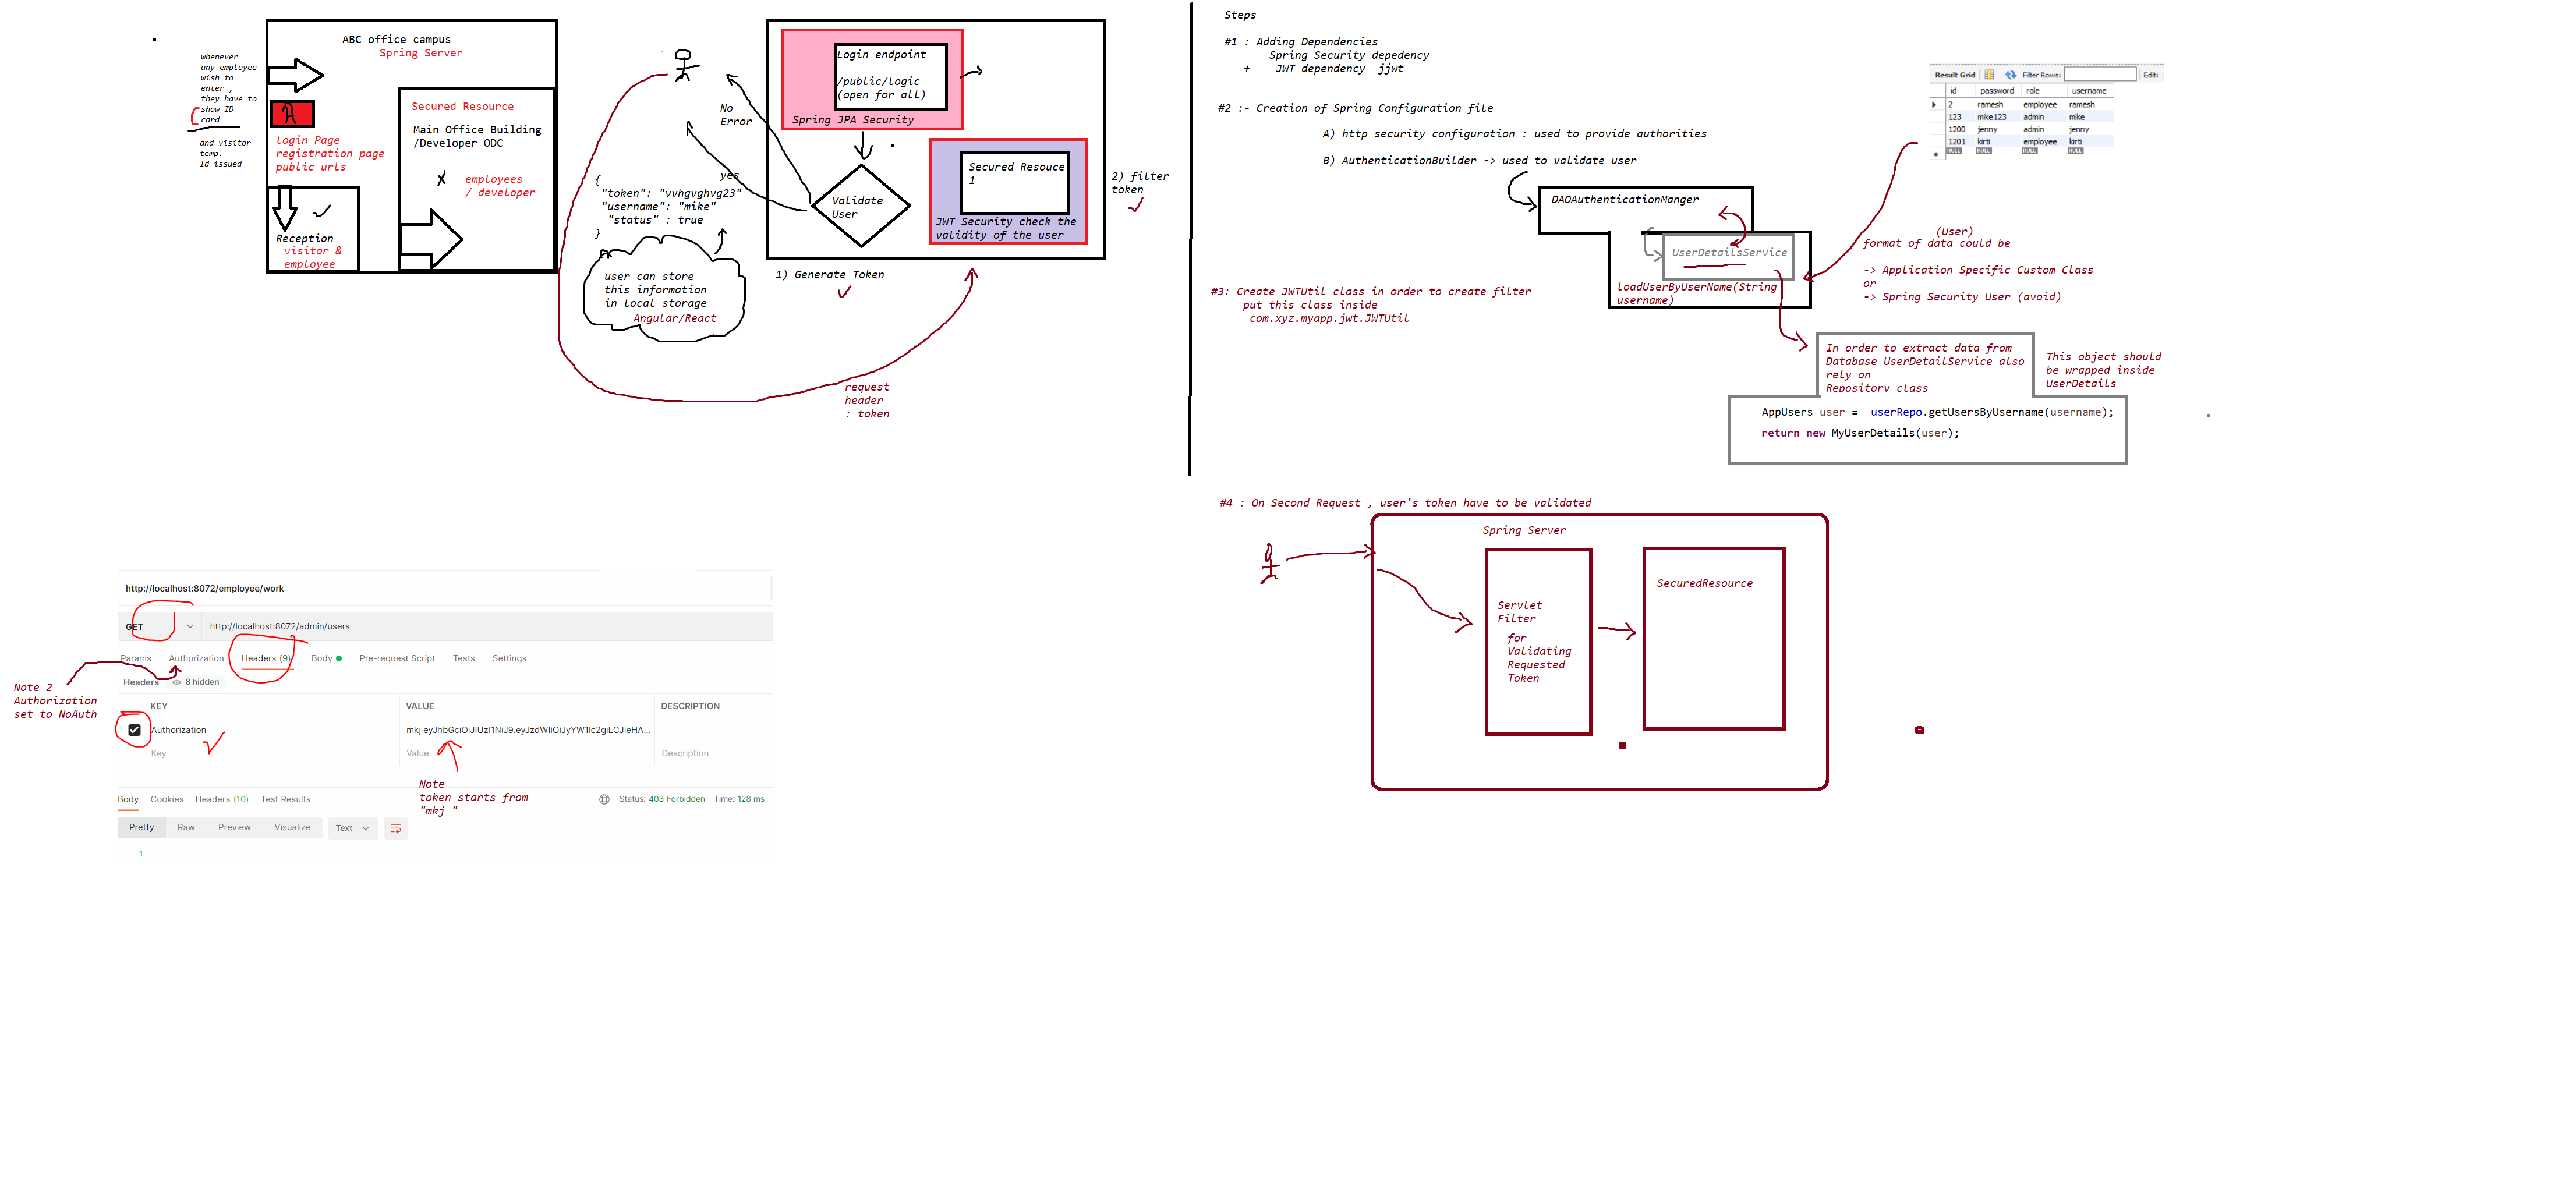 ABC office campus
Spring Server
whenever
any employee
wish to
enter ,
they have to
show ID
card
and visitor
temp.
Id issued
A
login Page
registration page
public urls
Reception
visitor &
employee
Secured Resource
Main Office Building
/Developer ODC
X
employees
/ developer
No
Error
yes
{
"token": "vvhgvghvg23"
"username": "mike"
"status" : true
}
user can store
this information
in local storage
Angular/React
Login endpoint
/public/logic
(open for all)
Spring JPA Security
Validate
User
Secured Resouce
1
JWT Security check the
validity of the user
1) Generate Token
2) filter
token
request
header
: token
Steps
#1 : Adding Dependencies
Spring Security depedency
+ JWT dependency jjwt
#2 :- Creation of Spring Configuration file
A) http security configuration : used to provide authorities
B) AuthenticationBuilder -> used to validate user
DAOAuthenticationManger
UserDetailsService
loadUserByUserName(String
username)
#3: Create JWTUtil class in order to create filter
put this class inside
com.xyz.myapp.jwt.JWTUtil
Result Grid Filter Rows: Edit:
id password role username
2 ramesh employee ramesh
123 mike123 admin mike
1200 jenny admin jenny
1201 kirti employee kirti
NULL NULL NULL NULL
(User)
format of data could be
-> Application Specific Custom Class
or
-> Spring Security User (avoid)
In order to extract data from
Database UserDetailService also
rely on
Repository class
This object should
be wrapped inside
UserDetails
AppUsers user = userRepo.getUsersByUsername(username);
return new MyUserDetails(user);
#4 : On Second Request , user's token have to be validated
Spring Server
Servlet
Filter
for
Validating
Requested
Token
SecuredResource
http://localhost:8072/employee/work
GET http://localhost:8072/admin/users
Params Authorization Headers (9) Body Pre-request Script Tests Settings
Headers 8 hidden
KEY VALUE DESCRIPTION
Authorization mkj eyJhbGciOiJIUzI1NiJ9.eyJzdWIiOiJyYW1lc2giLCJleHA...
Key Value Description
Note 2
Authorization
set to NoAuth
Note
token starts from
"mkj "
Body Cookies Headers (10) Test Results Status: 403 Forbidden Time: 128 ms
Pretty Raw Preview Visualize Text
1